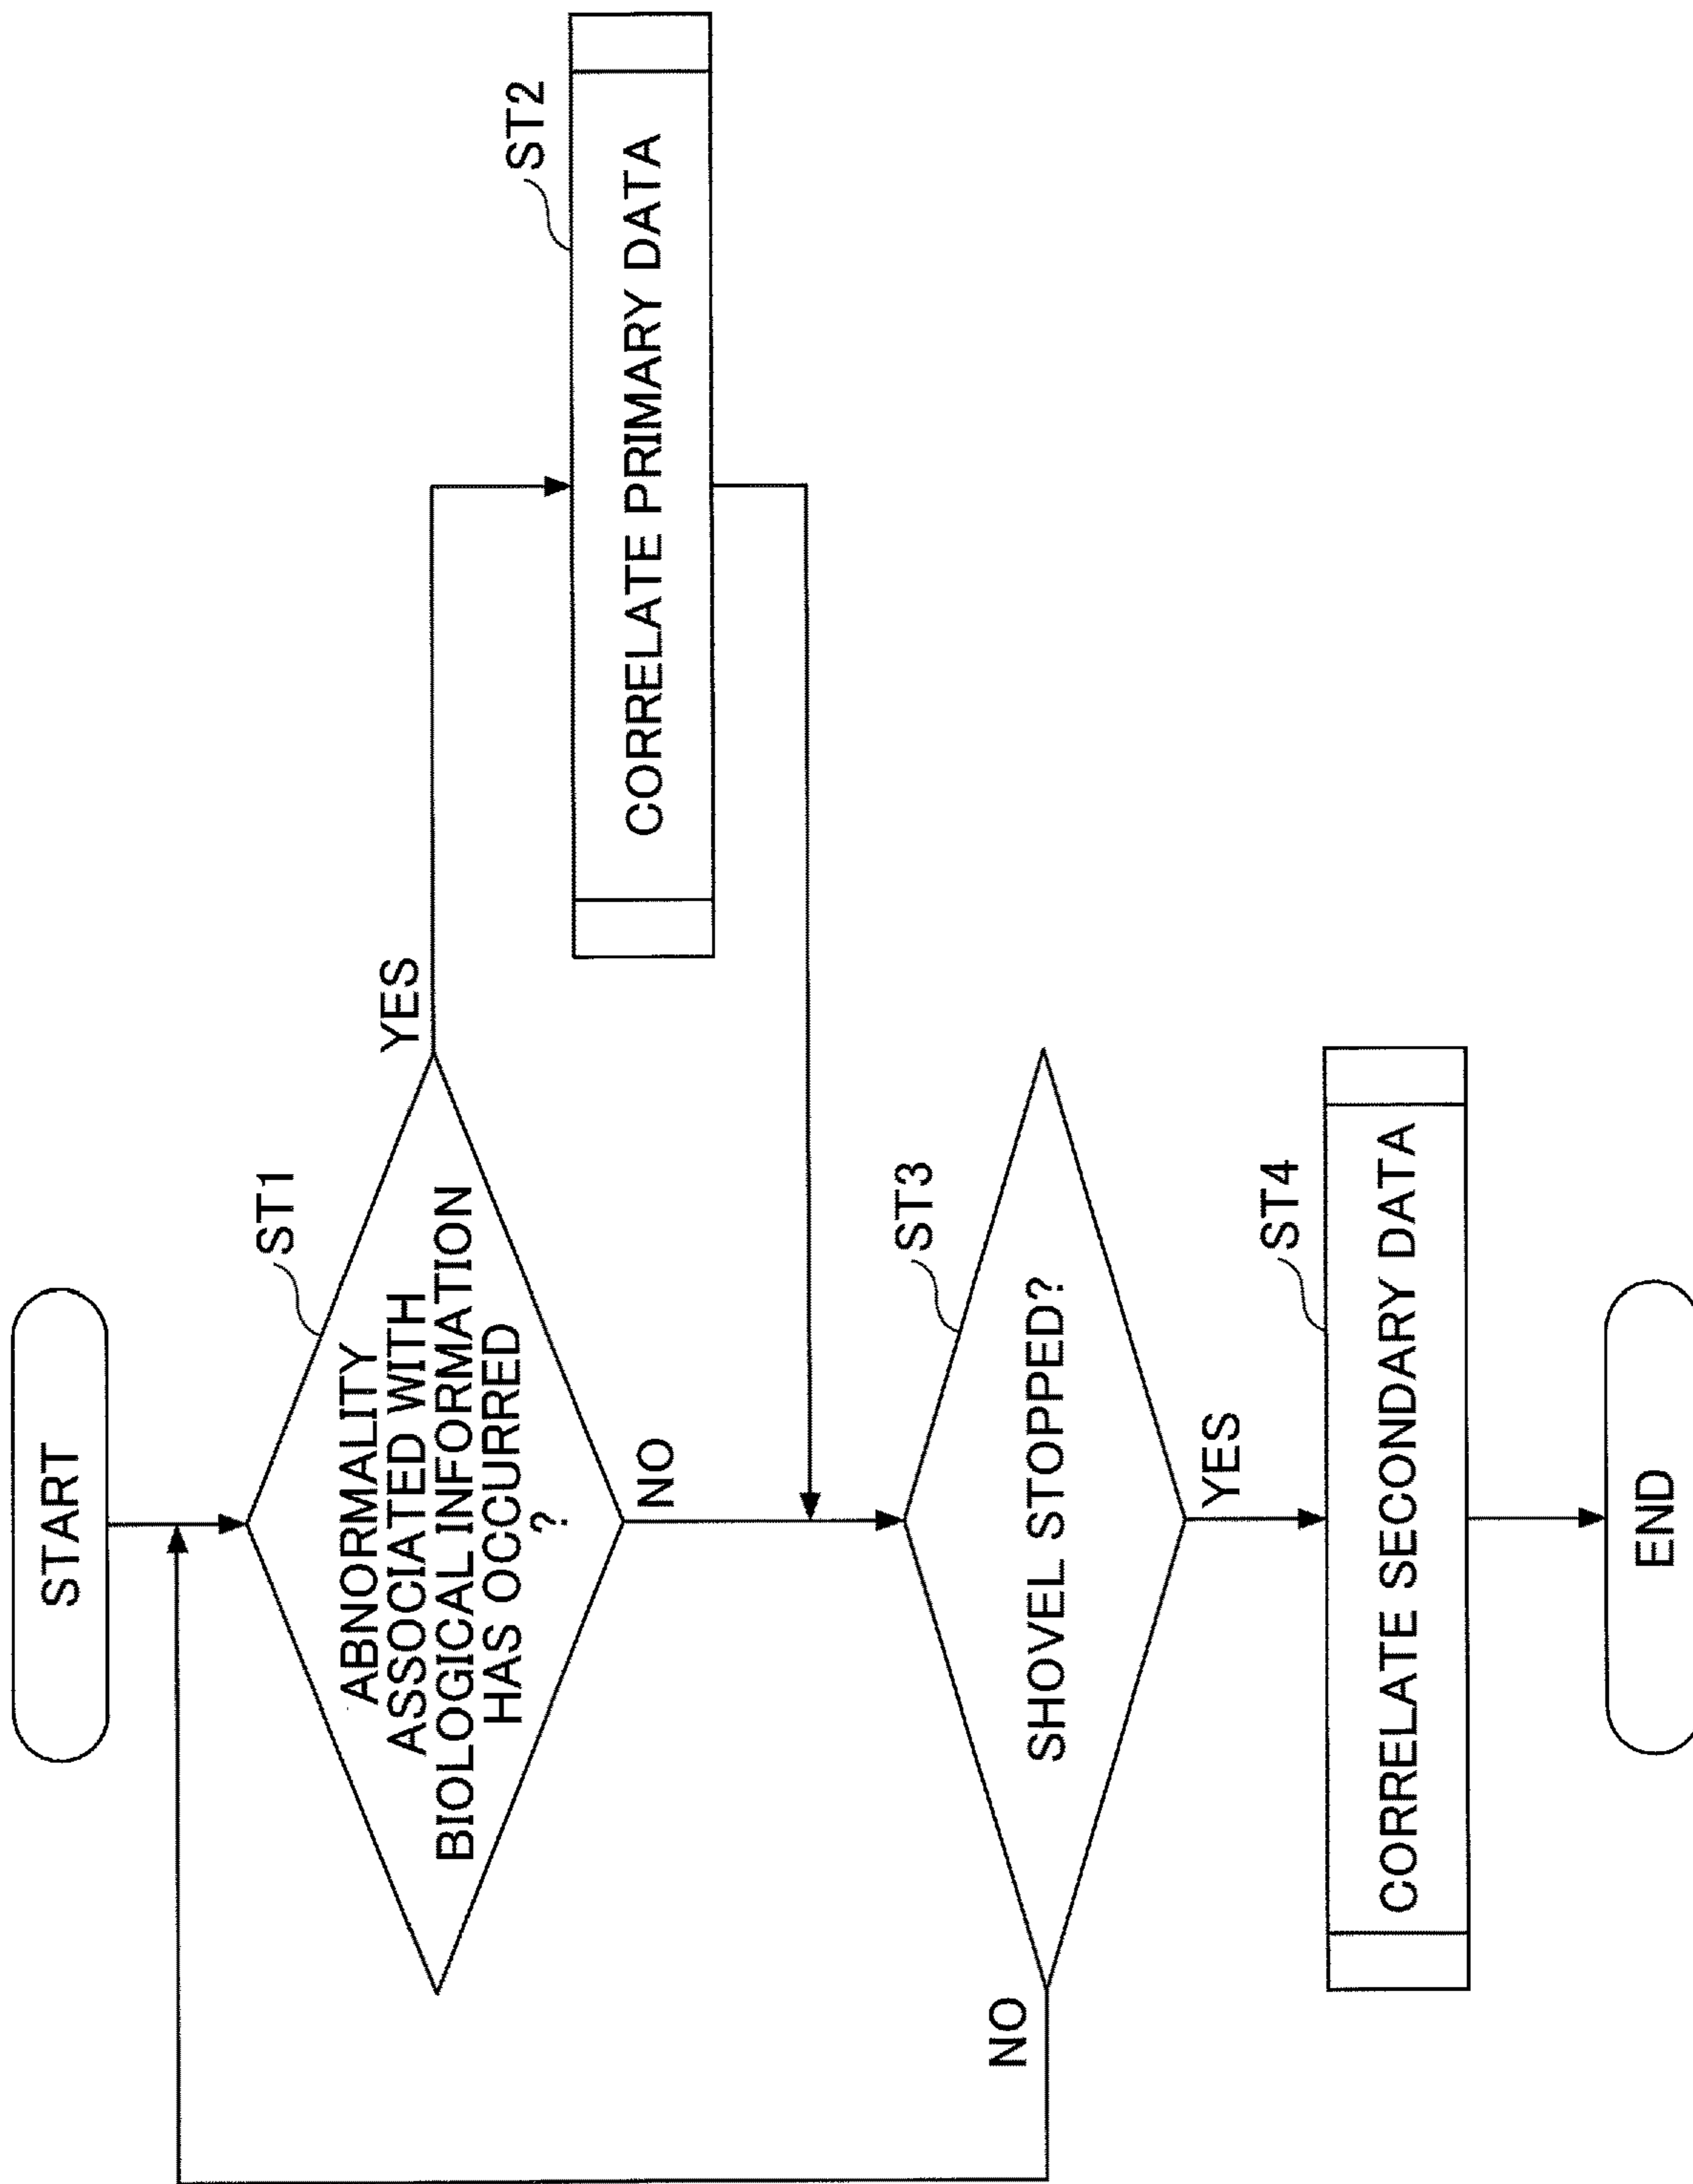 START
ST1
ABNORMALITY
ASSOCIATED WITH
BIOLOGICAL INFORMATION
HAS OCCURRED
?
YES
NO
ST2
CORRELATE PRIMARY DATA
ST3
SHOVEL STOPPED?
NO
YES
ST4
CORRELATE SECONDARY DATA
END